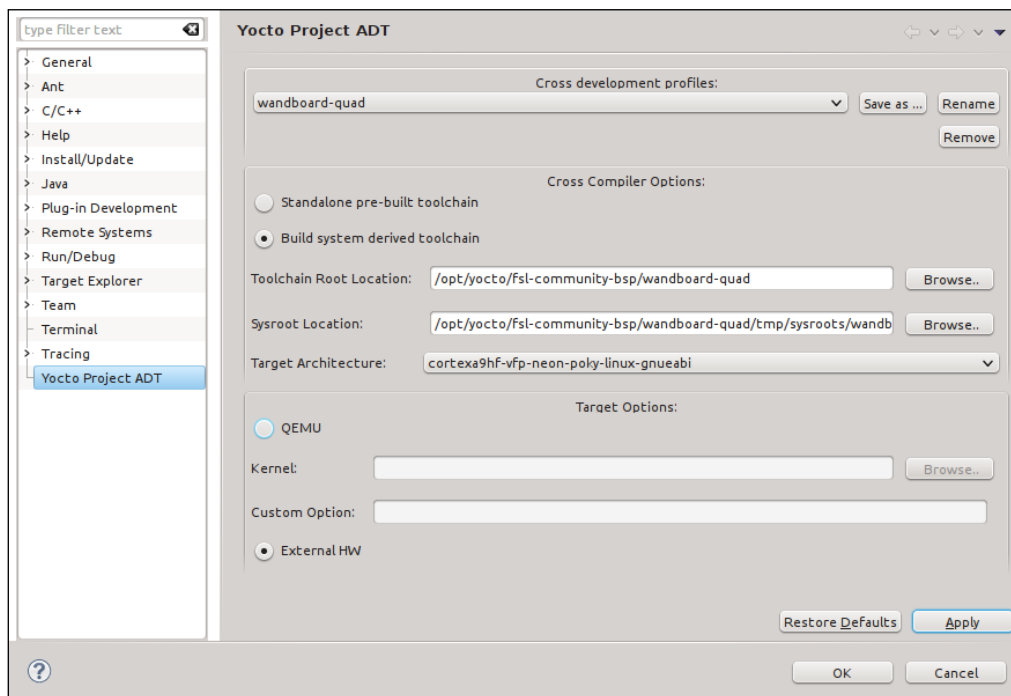 type filter text
General
Ant
C/C++
Help
Install/Update
Java
Plug-in Development
Remote Systems
Run/Debug
Target Explorer
Team
Terminal
Tracing
Yocto Project ADT
Yocto Project ADT
Cross development profiles:
wandboard-quad
Save as ...
Rename
Remove
Cross Compiler Options:
Standalone pre-built toolchain
Build system derived toolchain
Toolchain Root Location: /opt/yocto/fsl-community-bsp/wandboard-quad Browse..
Sysroot Location: /opt/yocto/fsl-community-bsp/wandboard-quad/tmp/sysroots/wandb Browse..
Target Architecture: cortexa9hf-vfp-neon-poky-linux-gnueabi
Target Options:
QEMU
Kernel: Browse..
Custom Option:
External HW
Restore Defaults Apply
? OK Cancel